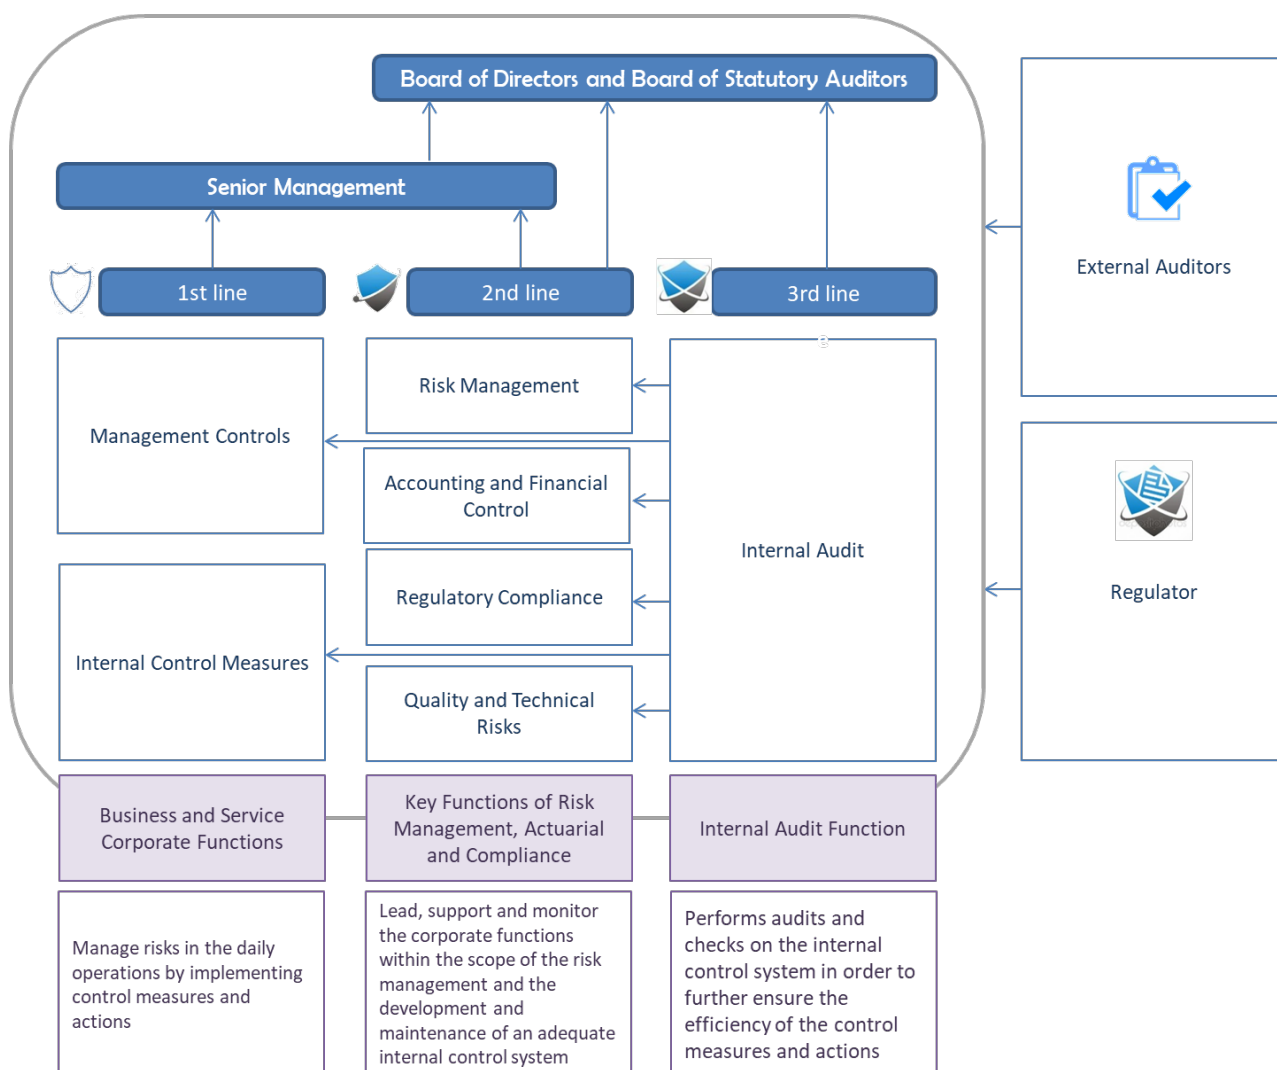 Board of Directors and Board of Statutory Auditors
Senior Management
1st line
2nd line
3rd line
Management Controls
Internal Control Measures
Risk Management
Accounting and Financial
Control
Regulatory Compliance
Quality and Technical
Risks
e
Internal Audit
External Auditors
Regulator
Business and Service
Corporate Functions
Key Functions of Risk
Management, Actuarial
and Compliance
Internal Audit Function
Manage risks in the daily
operations by implementing
control measures and
actions
Lead, support and monitor
the corporate functions
within the scope of the risk
management and the
development and
maintenance of an adequate
internal control system
Performs audits and
checks on the internal
control system in order to
further ensure the
efficiency of the control
measures and actions